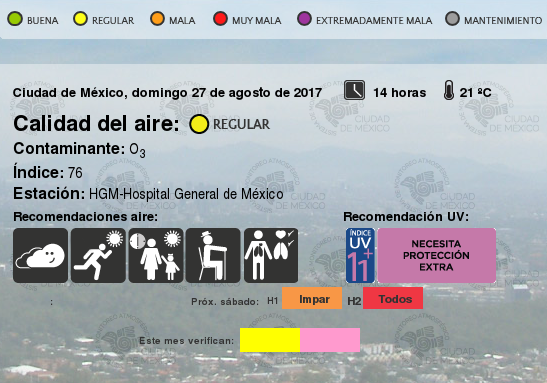 BUENA REGULAR MALA MUY MALA EXTREMADAMENTE MALA MANTENIMIENTO
Ciudad de México, domingo 27 de agosto de 2017 14 horas 21 ºC
Calidad del aire: REGULAR
Contaminante: O3
Índice: 76
Estación: HGM-Hospital General de México
Recomendaciones aire: Recomendación UV:
ÍNDICE
UV
11+
NECESITA
PROTECCIÓN
EXTRA
: Próx. sábado: H1 Impar H2 Todos
Este mes verifican: